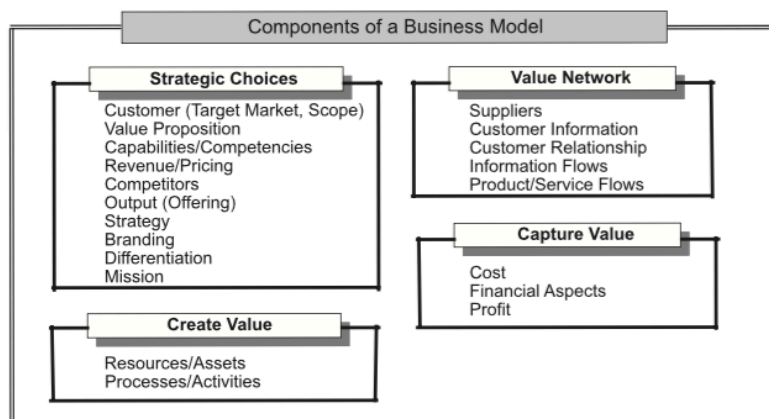 Components of a Business Model
Strategic Choices
Customer (Target Market, Scope)
Value Proposition
Capabilities/Competencies
Revenue/Pricing
Competitors
Output (Offering)
Strategy
Branding
Differentiation
Mission
Value Network
Suppliers
Customer Information
Customer Relationship
Information Flows
Product/Service Flows
Create Value
Resources/Assets
Processes/Activities
Capture Value
Cost
Financial Aspects
Profit